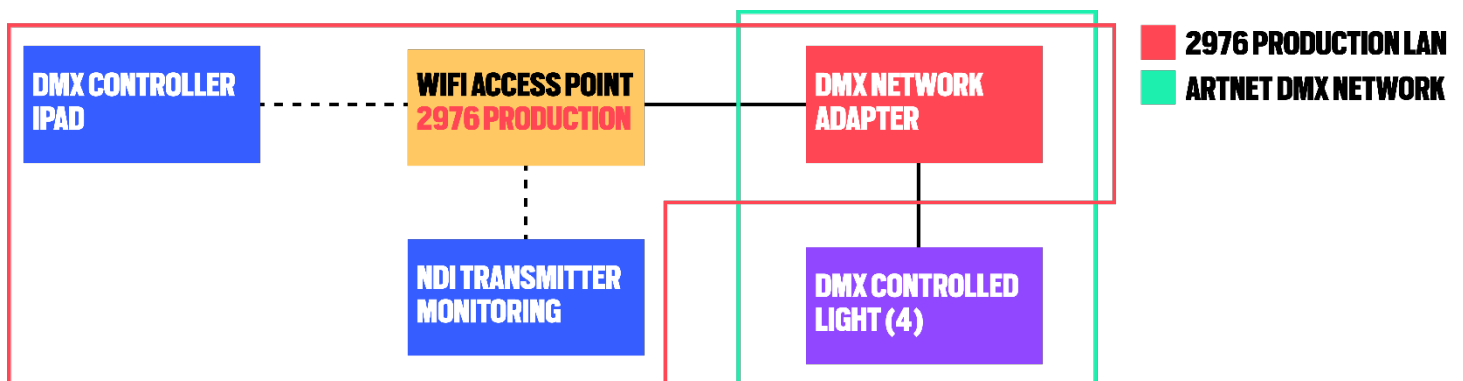 DMX CONTROLLER
IPAD
WIFI ACCESS POINT
2976 PRODUCTION
DMX NETWORK
ADAPTER
2976 PRODUCTION LAN
ARTNET DMX NETWORK
NDI TRANSMITTER
MONITORING
DMX CONTROLLED
LIGHT (4)